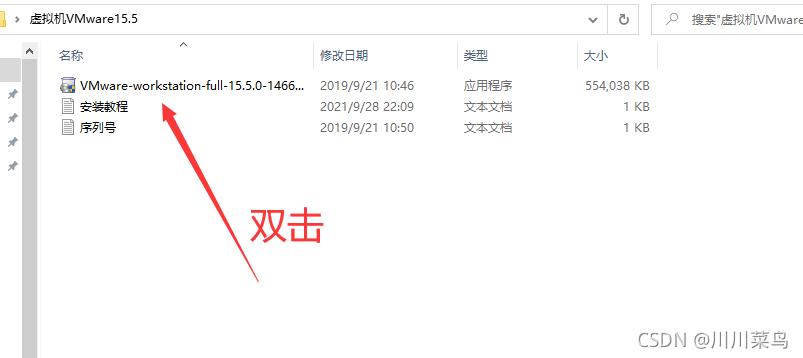 虚拟机VMware15.5
搜索"虚拟机VMware
名称 修改日期 类型 大小
VMware-workstation-full-15.5.0-1466... 2019/9/21 10:46 应用程序 554,038 KB
安装教程 2021/9/28 22:09 文本文档 1 KB
序列号 2019/9/21 10:50 文本文档 1 KB
双击
CSDN @川川菜鸟